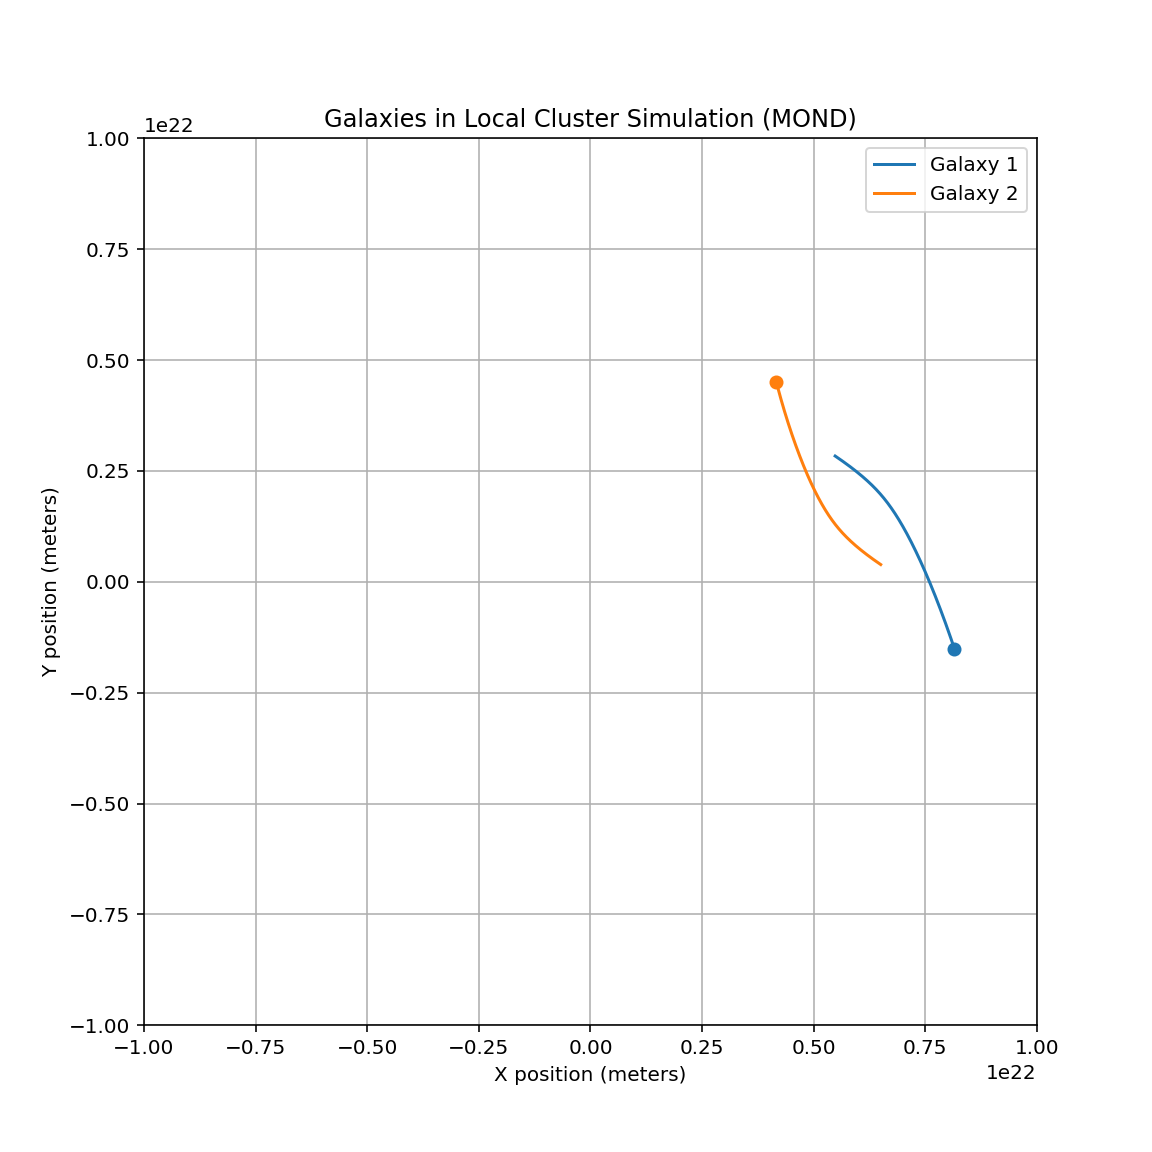 Galaxies in Local Cluster Simulation (MOND)
1e22
Galaxy 1
Galaxy 2
1.00
0.75
0.50
0.25
0.00
−0.25
−0.50
−0.75
−1.00
Y position (meters)
−1.00 −0.75 −0.50 −0.25 0.00 0.25 0.50 0.75 1.00
X position (meters)
1e22